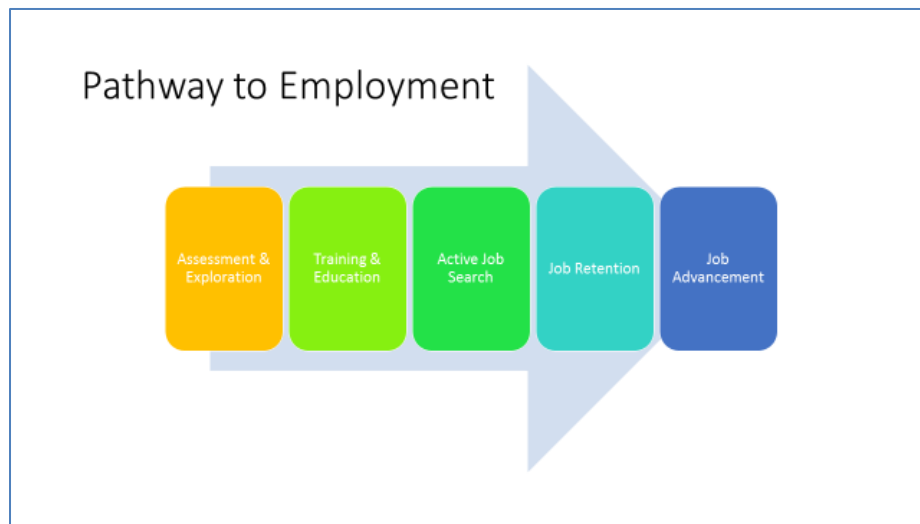 Pathway to Employment
Assessment &
Exploration
Training &
Education
Active Job
Search
Job Retention
Job
Advancement